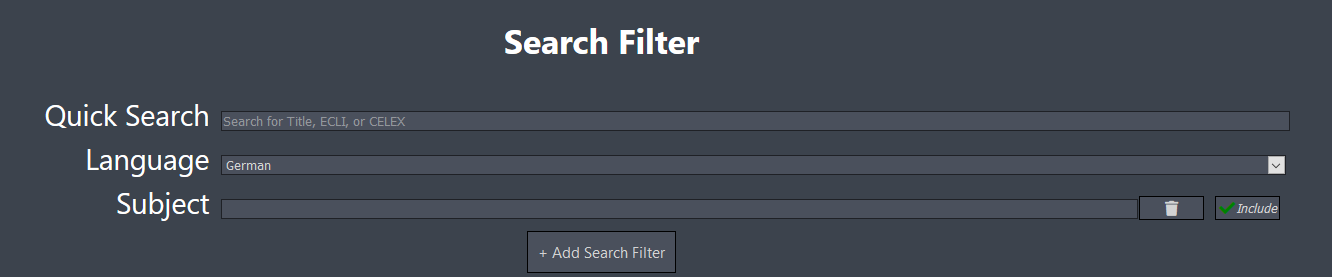 Search Filter
Quick Search Search for Title, ECLI, or CELEX
Language German
Subject Include
+ Add Search Filter